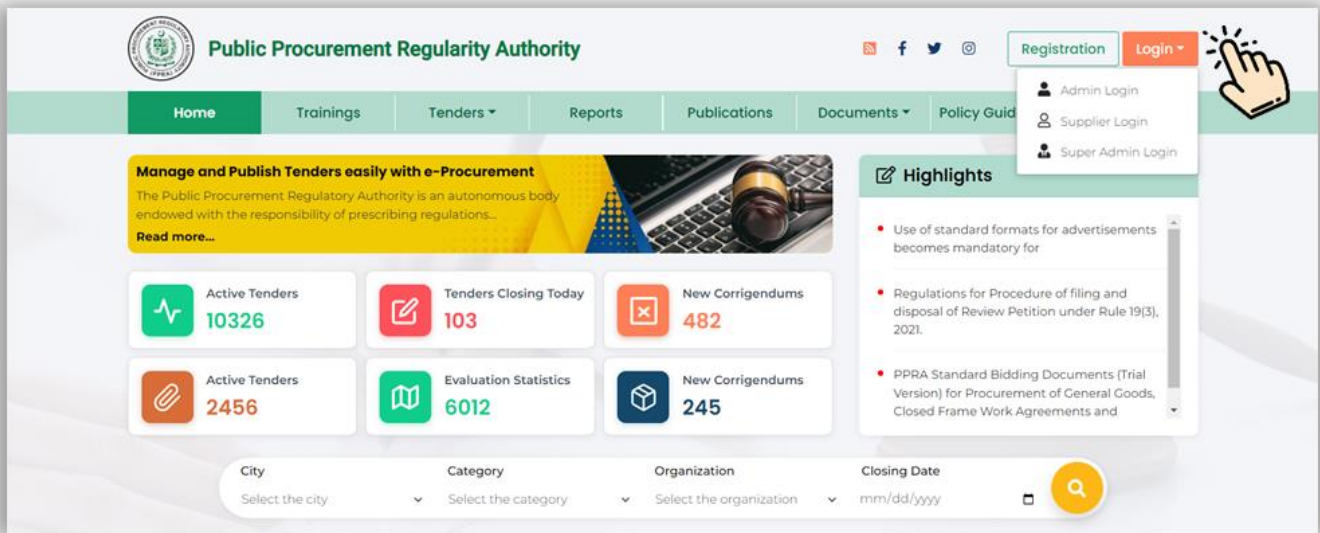 Public Procurement Regularity Authority
Registration
Login
Admin Login
Supplier Login
Super Admin Login
Home
Trainings
Tenders
Reports
Publications
Documents
Policy Guid
Manage and Publish Tenders easily with e-Procurement
The Public Procurement Regulatory Authority is an autonomous body
endowed with the responsibility of prescribing regulations...
Read more...
Highlights
Use of standard formats for advertisements
becomes mandatory for
Regulations for Procedure of filing and
disposal of Review Petition under Rule 19(3),
2021.
PPRA Standard Bidding Documents (Trial
Version) for Procurement of General Goods,
Closed Frame Work Agreements and
Active Tenders
10326
Tenders Closing Today
103
New Corrigendums
482
Active Tenders
2456
Evaluation Statistics
6012
New Corrigendums
245
City
Select the city
Category
Select the category
Organization
Select the organization
Closing Date
mm/dd/yyyy